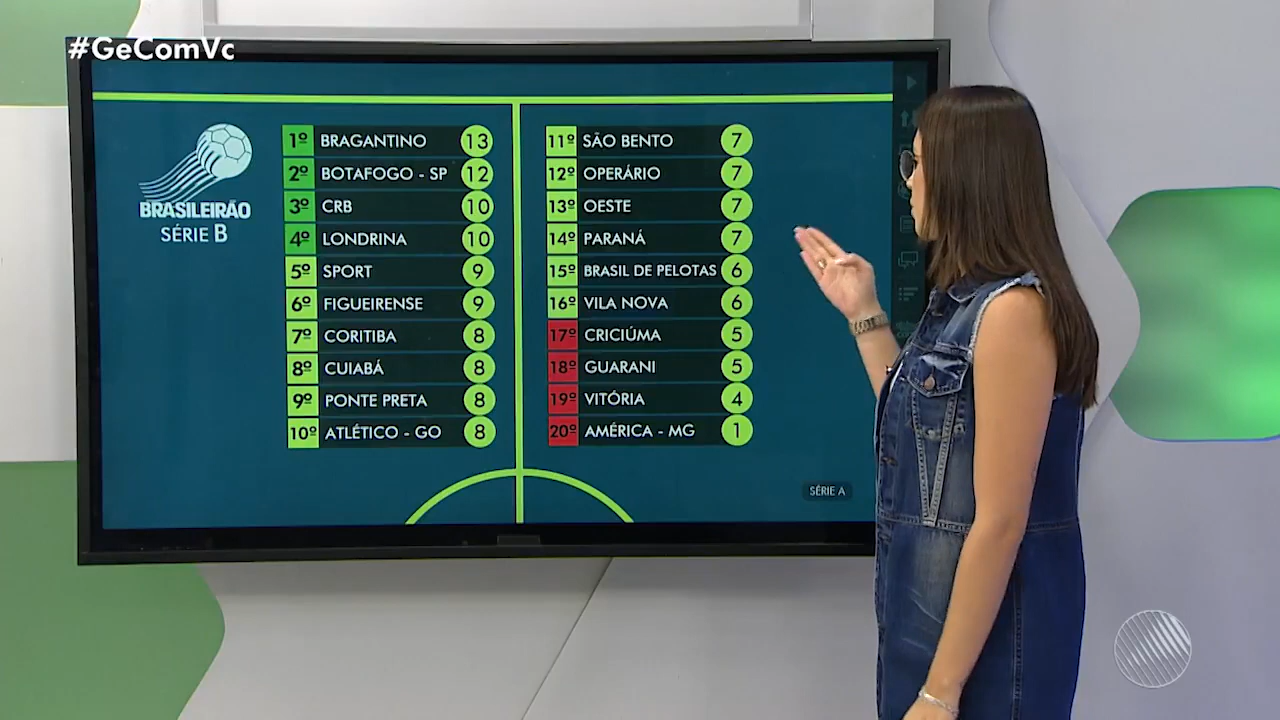 #GeComVc
BRASILEIRÃO
SÉRIE B
1º BRAGANTINO 13
2º BOTAFOGO - SP 12
3º CRB 10
4º LONDRINA 10
5º SPORT 9
6º FIGUEIRENSE 9
7º CORITIBA 8
8º CUIABÁ 8
9º PONTE PRETA 8
10º ATLÉTICO - GO 8
11º SÃO BENTO 7
12º OPERÁRIO 7
13º OESTE 7
14º PARANÁ 7
15º BRASIL DE PELOTAS 6
16º VILA NOVA 6
17º CRICIÚMA 5
18º GUARANI 5
19º VITÓRIA 4
20º AMÉRICA - MG 1
SÉRIE A